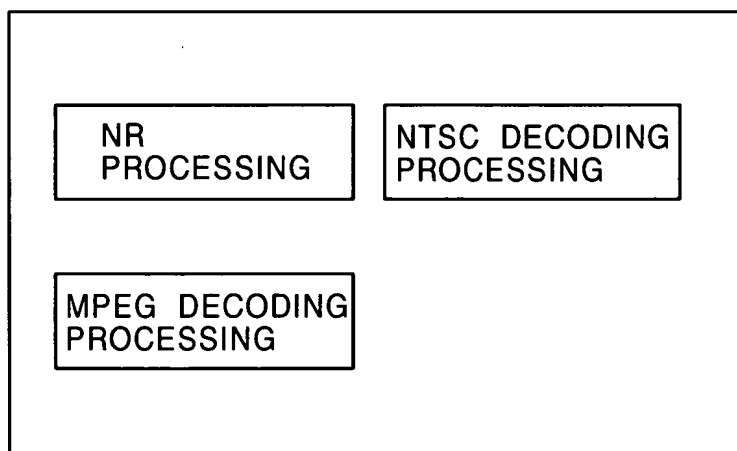 NR
PROCESSING
NTSC DECODING
PROCESSING
MPEG DECODING
PROCESSING